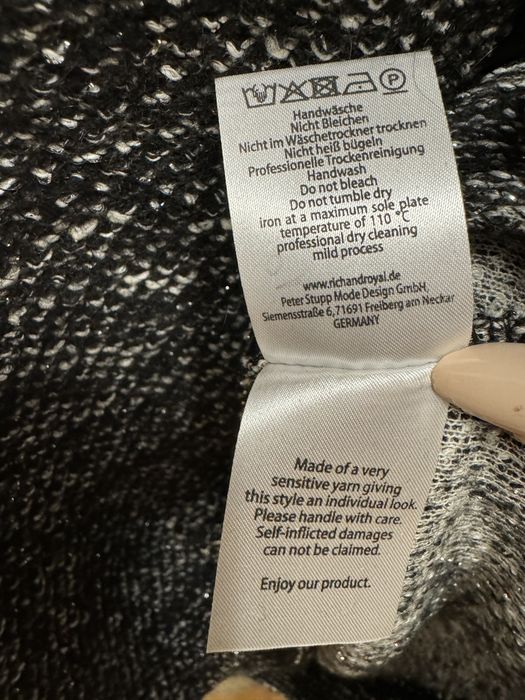 P
Handwäsche
Nicht Bleichen
Nicht im Wäschetrockner trocknen
Nicht heiß bügeln
Professionelle Trockenreinigung
Handwash
Do not bleach
Do not tumble dry
iron at a maximum sole plate
temperature of 110 °C
professional dry cleaning
mild process
www.richandroyal.de
Peter Stupp Mode Design GmbH,
Siemensstraße 6,71691 Freiberg am Neckar
GERMANY
Made of a very
sensitive yarn giving
this style an individual look.
Please handle with care.
Self-inflicted damages
can not be claimed.
Enjoy our product.